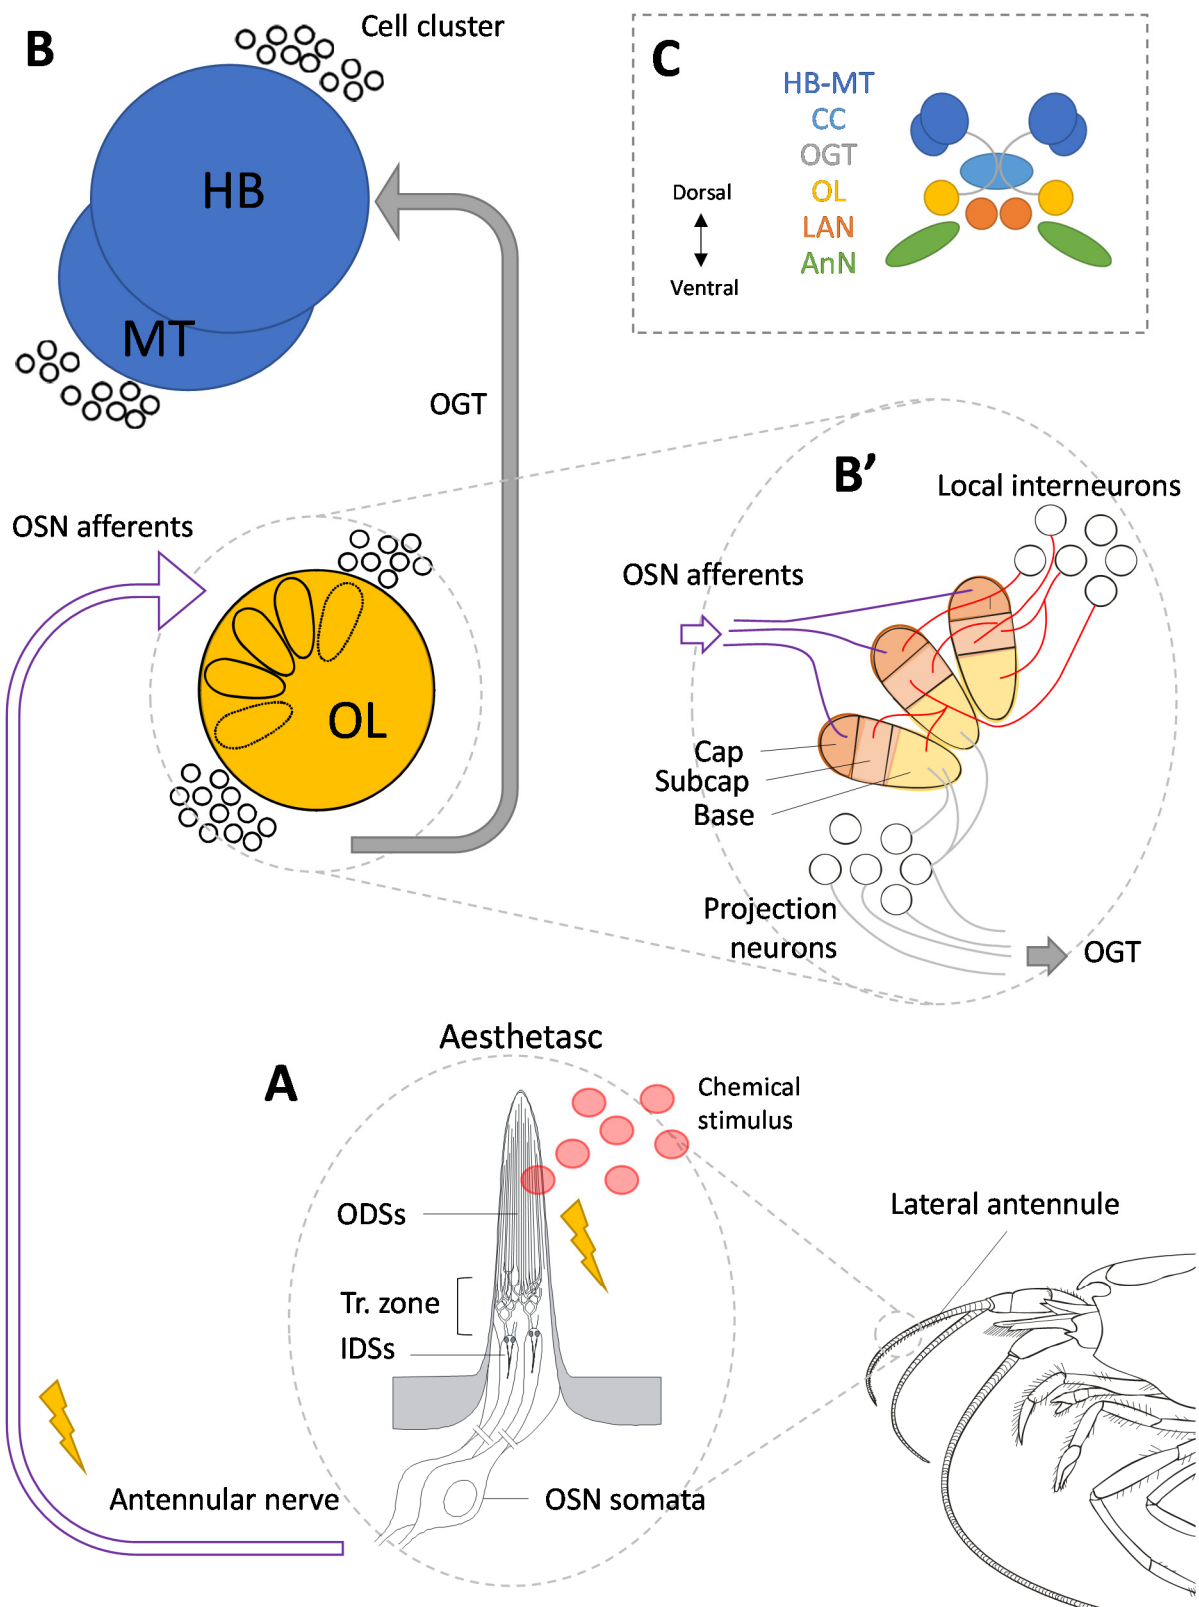 B
Cell cluster
HB
MT
OGT
OSN afferents
OL
C
HB-MT
CC
OGT
OL
LAN
AnN
Dorsal
Ventral
B’
Local interneurons
OSN afferents
Cap
Subcap
Base
Projection
neurons
OGT
A
Aesthetasc
Chemical
stimulus
ODSs
Tr. zone
IDSs
OSN somata
Antennular nerve
Lateral antennule